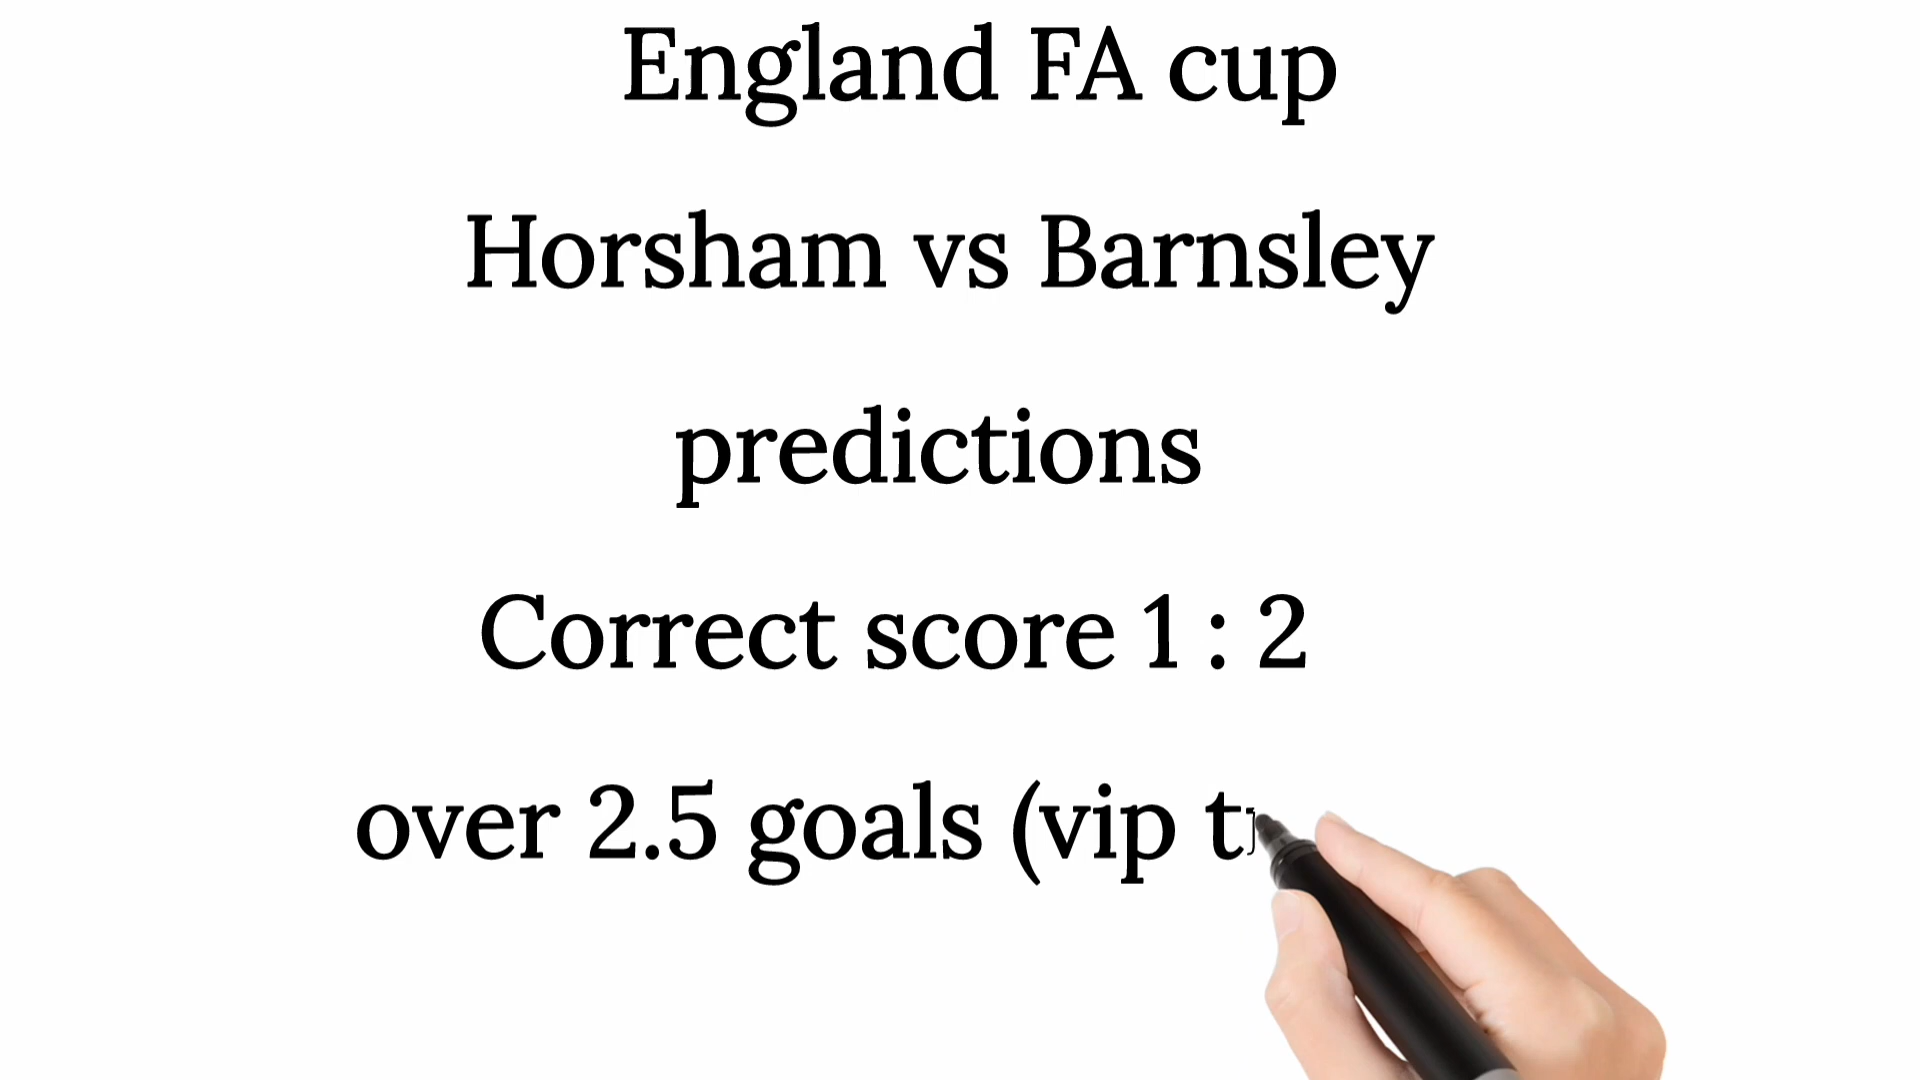 England FA cup
Horsham vs Barnsley
predictions
Correct score 1 : 2
over 2.5 goals (vip